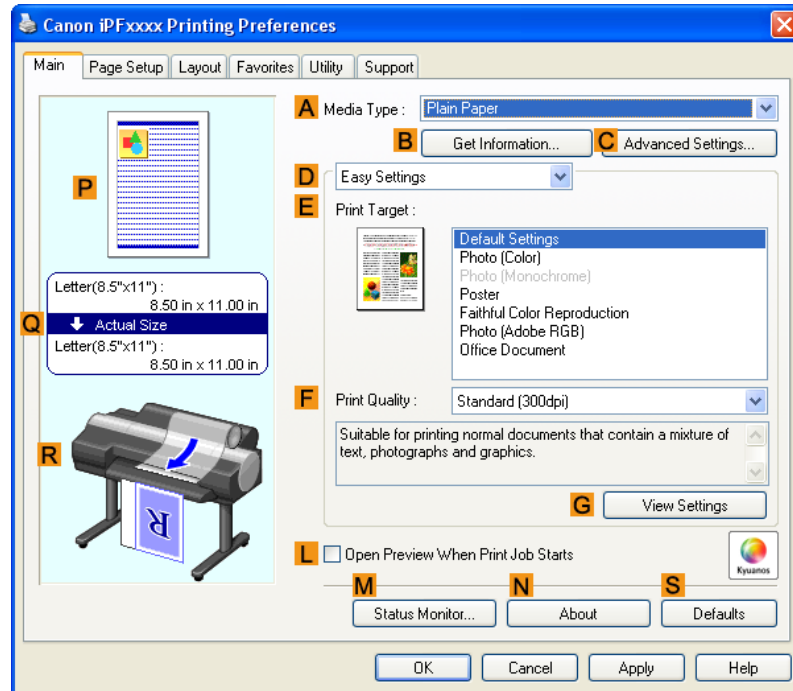 Canon iPFxxxx Printing Preferences
Main Page Setup Layout Favorites Utility Support
A Media Type : Plain Paper
B Get Information... C Advanced Settings...
D Easy Settings
E Print Target :
Default Settings
Photo (Color)
Photo (Monochrome)
Poster
Faithful Color Reproduction
Photo (Adobe RGB)
Office Document
F Print Quality : Standard (300dpi)
Suitable for printing normal documents that contain a mixture of
text, photographs and graphics.
G View Settings
P
Letter(8.5"x11") :
8.50 in x 11.00 in
Q Actual Size
Letter(8.5"x11") :
8.50 in x 11.00 in
R
R
L Open Preview When Print Job Starts
Kyuanos
M N S
Status Monitor... About Defaults
OK Cancel Apply Help